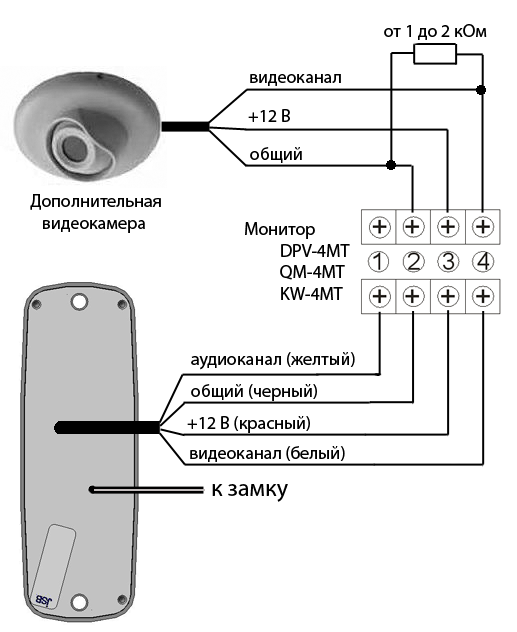 от 1 до 2 кОм
видеоканал
+12 В
общий
Дополнительная
видеокамера
Монитор
DPV-4MT
QM-4MT
KW-4MT
1 2 3 4
аудиоканал (желтый)
общий (черный)
+12 В (красный)
видеоканал (белый)
к замку
JSB